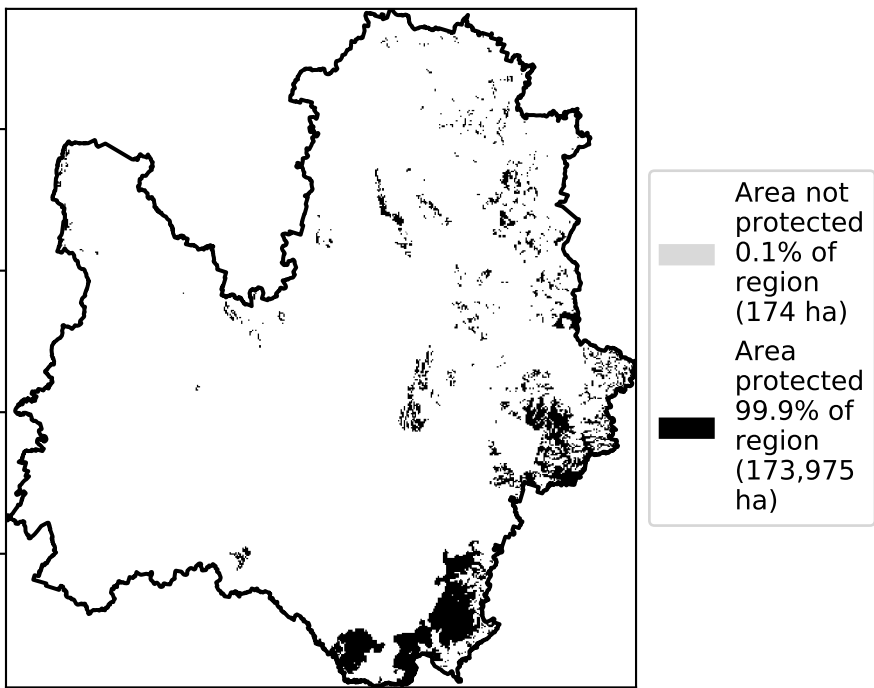 Area not
protected
0.1% of
region
(174 ha)
Area
protected
99.9% of
region
(173,975
ha)